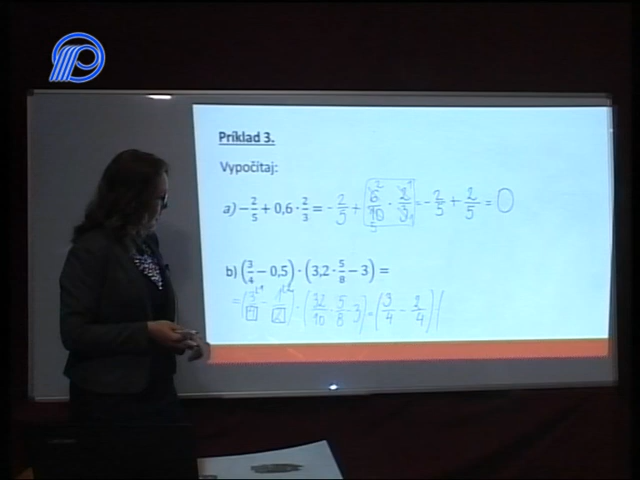 Príklad 3.
Vypočítaj:
a) −2/5 + 0,6 · 2/3 = -2/5 + 6/10 · 2/3 = -2/5 + 2/5 = 0
b) (3/4 − 0,5) · (3,2 · 5/8 − 3) =
= (3/4 - 1/2) · (32/10 · 5/8 - 3) = (3/4 - 2/4) (